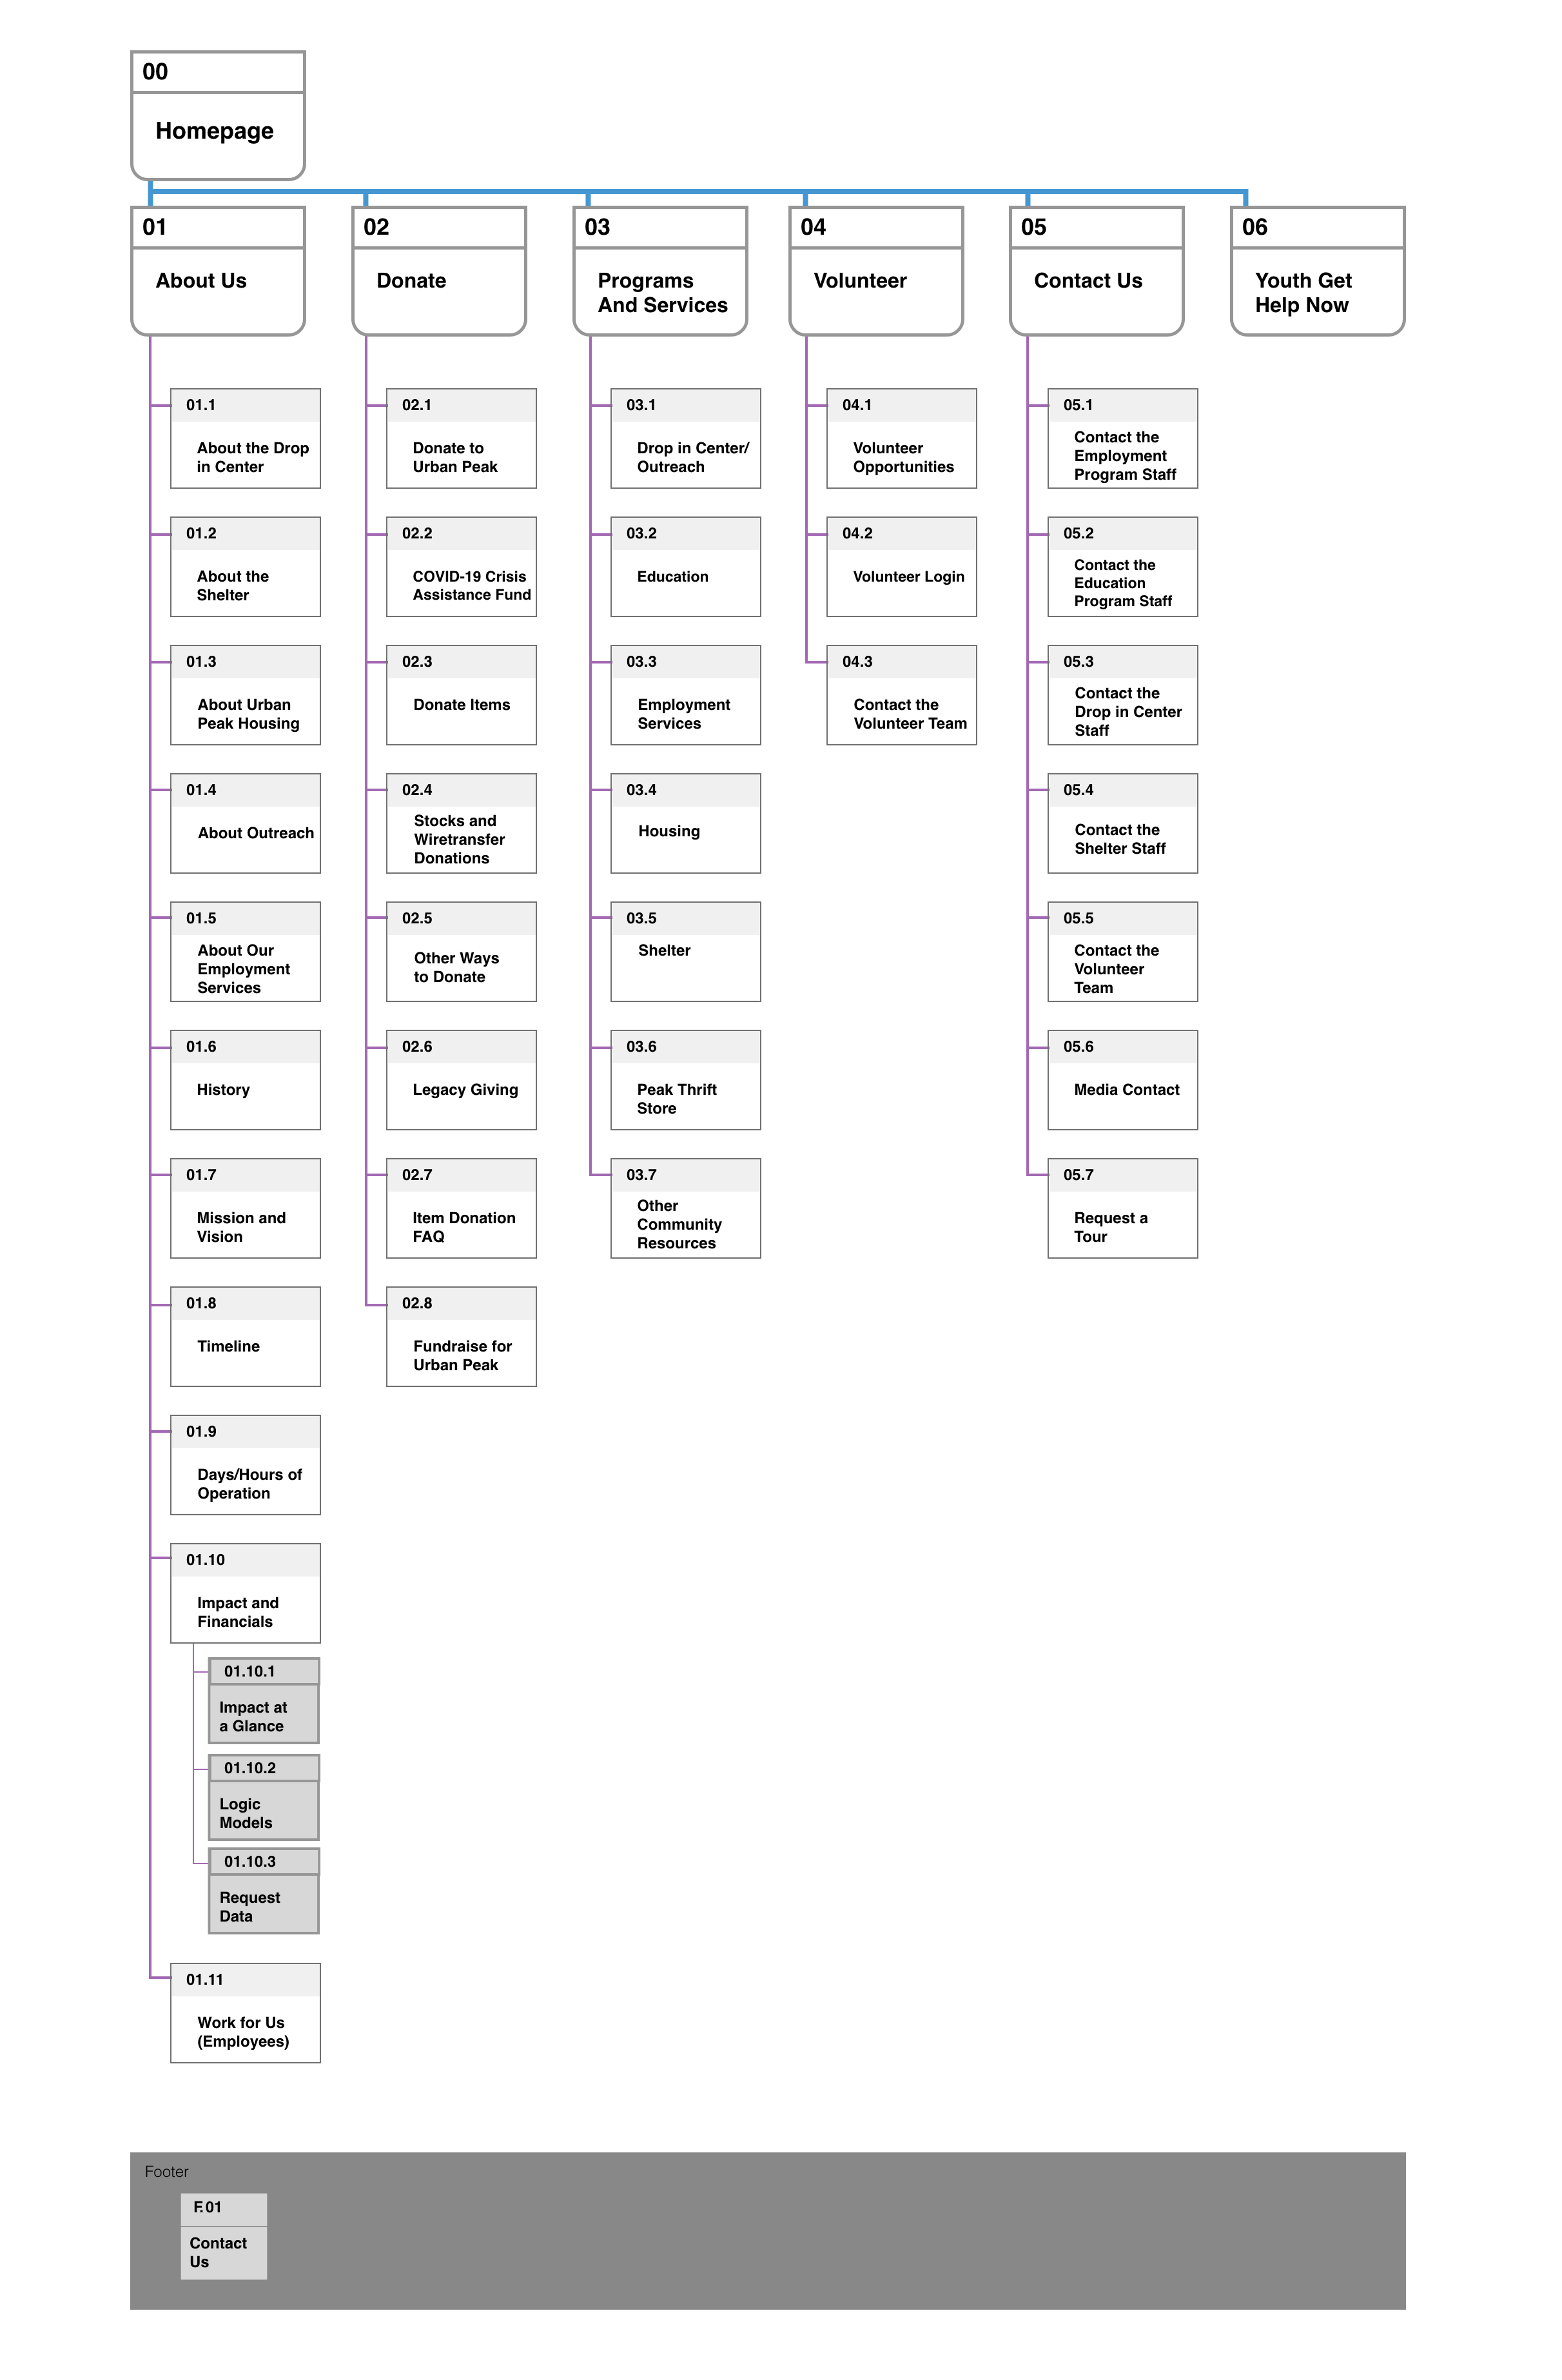 00
Homepage
01
About Us
02
Donate
03
Programs
And Services
04
Volunteer
05
Contact Us
06
Youth Get
Help Now
01.1
About the Drop
in Center
01.2
About the
Shelter
01.3
About Urban
Peak Housing
01.4
About Outreach
01.5
About Our
Employment
Services
01.6
History
01.7
Mission and
Vision
01.8
Timeline
01.9
Days/Hours of
Operation
01.10
Impact and
Financials
01.10.1
Impact at
a Glance
01.10.2
Logic
Models
01.10.3
Request
Data
01.11
Work for Us
(Employees)
02.1
Donate to
Urban Peak
02.2
COVID-19 Crisis
Assistance Fund
02.3
Donate Items
02.4
Stocks and
Wiretransfer
Donations
02.5
Other Ways
to Donate
02.6
Legacy Giving
02.7
Item Donation
FAQ
02.8
Fundraise for
Urban Peak
03.1
Drop in Center/
Outreach
03.2
Education
03.3
Employment
Services
03.4
Housing
03.5
Shelter
03.6
Peak Thrift
Store
03.7
Other
Community
Resources
04.1
Volunteer
Opportunities
04.2
Volunteer Login
04.3
Contact the
Volunteer Team
05.1
Contact the
Employment
Program Staff
05.2
Contact the
Education
Program Staff
05.3
Contact the
Drop in Center
Staff
05.4
Contact the
Shelter Staff
05.5
Contact the
Volunteer
Team
05.6
Media Contact
05.7
Request a
Tour
Footer
F.01
Contact
Us